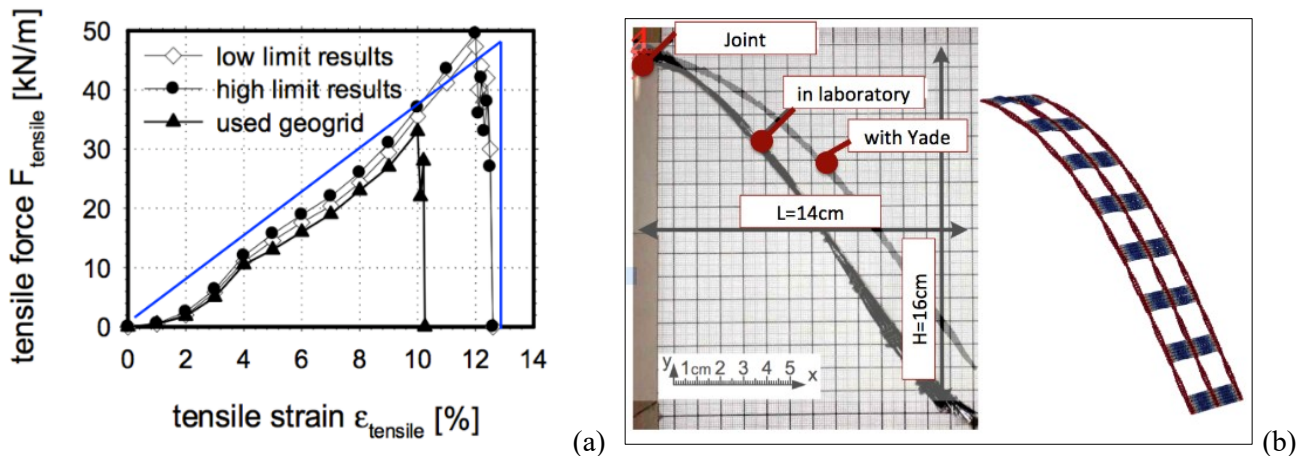 tensile force F_tensile [kN/m]
50
40
30
20
10
0
low limit results
high limit results
used geogrid
0 2 4 6 8 10 12 14
tensile strain ε_tensile [%]
(a)
Joint
in laboratory
with Yade
L=14cm
H=16cm
y 1cm 2 3 4 5 x
(b)